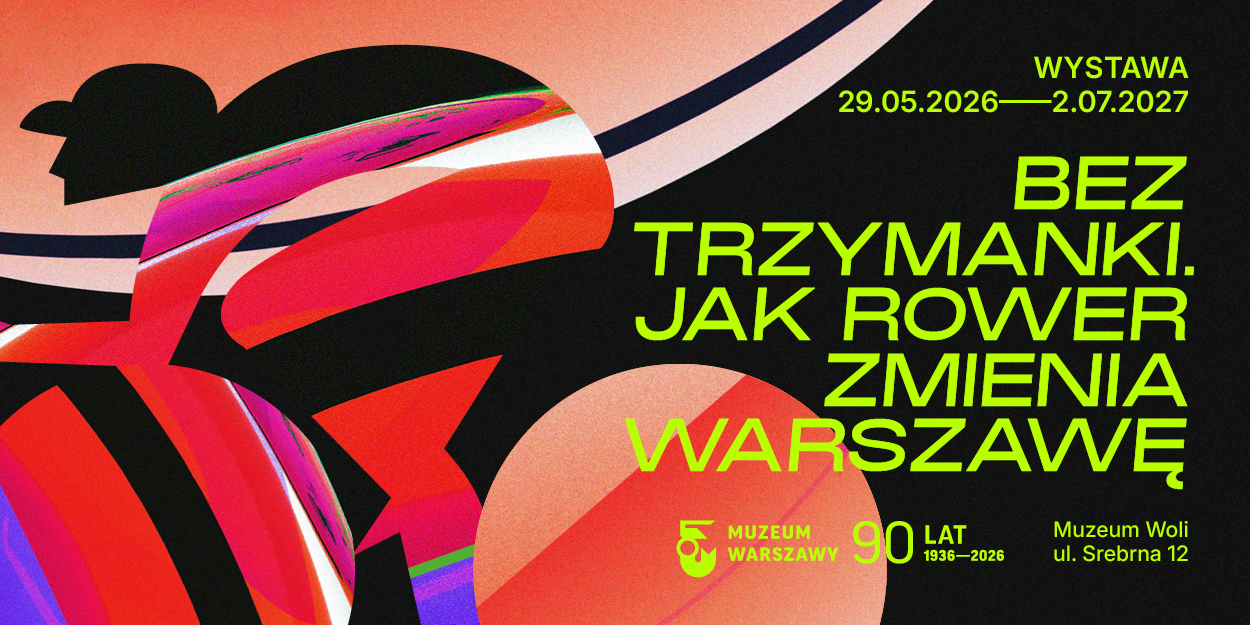 WYSTAWA
29.05.2026—2.07.2027
BEZ
TRZYMANKI.
JAK ROWER
ZMIENIA
WARSZAWĘ
MUZEUM
WARSZAWY
90 LAT
1936—2026
Muzeum Woli
ul. Srebrna 12